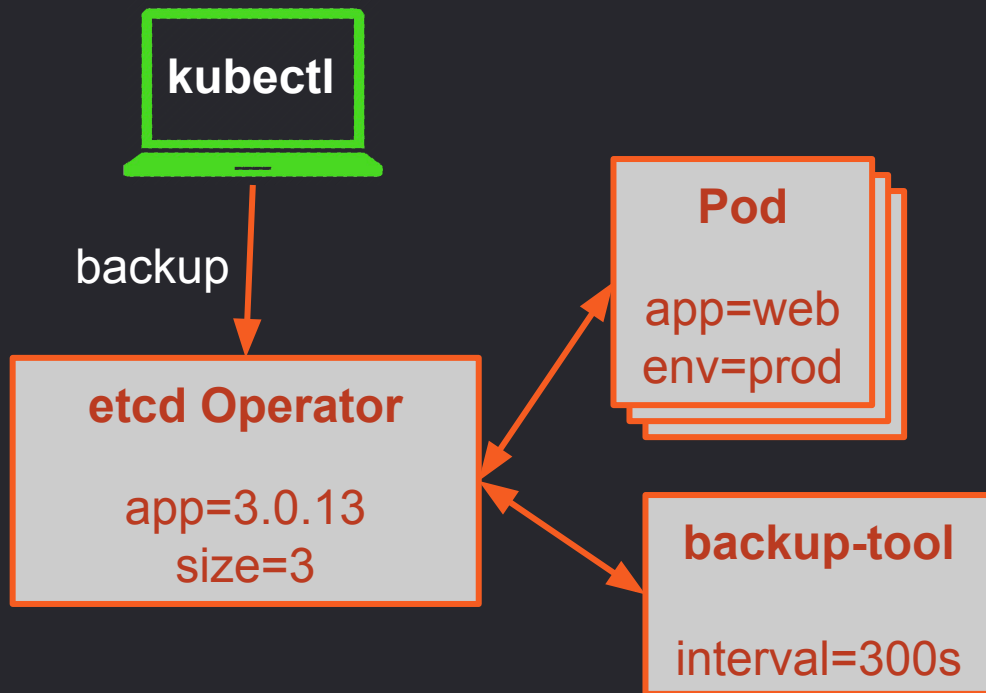 kubectl
backup
etcd Operator
app=3.0.13
size=3
Pod
app=web
env=prod
backup-tool
interval=300s